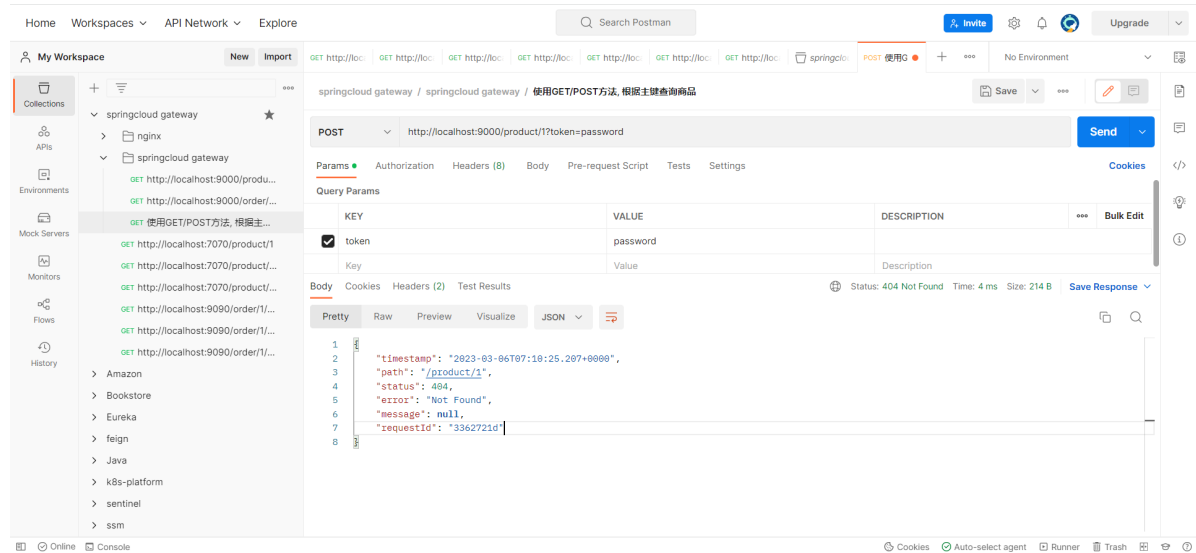 Home Workspaces API Network Explore Search Postman Invite Upgrade
My Workspace New Import
GET http://loc GET http://loc GET http://loc GET http://loc GET http://loc GET http://loc GET http://loc springclo POST 使用G No Environment
Collections
APIs
Environments
Mock Servers
Monitors
Flows
History
springcloud gateway
nginx
springcloud gateway
GET http://localhost:9000/produ...
GET http://localhost:9000/order/...
GET 使用GET/POST方法, 根据主...
GET http://localhost:7070/product/1
GET http://localhost:7070/product/...
GET http://localhost:7070/product/...
GET http://localhost:9090/order/1/...
GET http://localhost:9090/order/1/...
GET http://localhost:9090/order/1/...
Amazon
Bookstore
Eureka
feign
Java
k8s-platform
sentinel
ssm
springcloud gateway / springcloud gateway / 使用GET/POST方法, 根据主键查询商品 Save
POST http://localhost:9000/product/1?token=password Send
Params Authorization Headers (8) Body Pre-request Script Tests Settings Cookies
Query Params
KEY VALUE DESCRIPTION Bulk Edit
token password
Key Value Description
Body Cookies Headers (2) Test Results Status: 404 Not Found Time: 4 ms Size: 214 B Save Response
Pretty Raw Preview Visualize JSON
1 {
2 "timestamp": "2023-03-06T07:10:25.207+0000",
3 "path": "/product/1",
4 "status": 404,
5 "error": "Not Found",
6 "message": null,
7 "requestId": "3362721d"
8 }
Online Console Cookies Auto-select agent Runner Trash